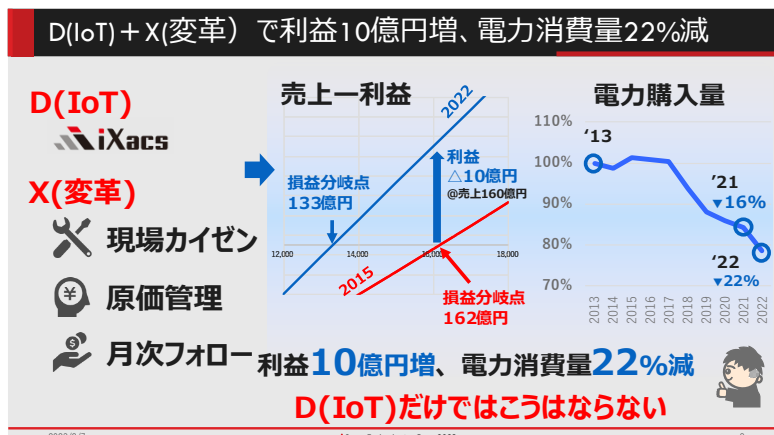 D(IoT)＋X(変革）で利益10億円増、電力消費量22%減
D(IoT)
iXacs
X(変革)
現場カイゼン
¥
原価管理
$
月次フォロー
売上ー利益
2022
利益
△10億円
@売上160億円
損益分岐点
133億円
12,000
14,000
16,000
18,000
2015
損益分岐点
162億円
電力購入量
110%
100%
90%
80%
70%
‘13
’21
▼16%
‘22
▼22%
2013
2014
2015
2016
2017
2018
2019
2020
2021
2022
利益10億円増、電力消費量22%減
D(IoT)だけではこうはならない